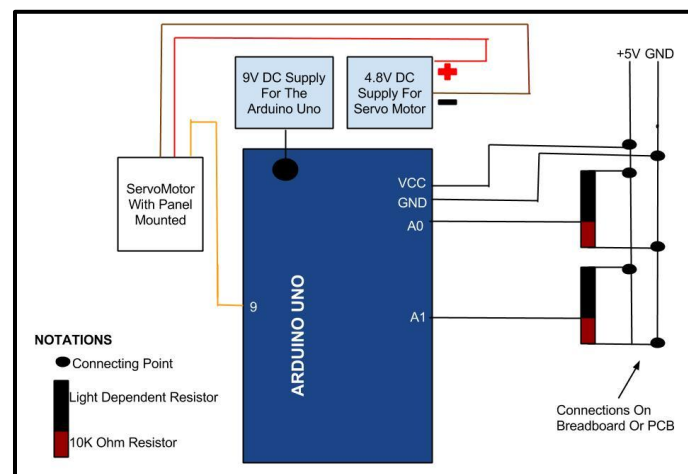 +5V GND
9V DC Supply
For The
Arduino Uno
4.8V DC
Supply For
Servo Motor
ServoMotor
With Panel
Mounted
VCC
GND
A0
9
A1
ARDUINO UNO
NOTATIONS
Connecting Point
Light Dependent Resistor
10K Ohm Resistor
Connections On
Breadboard Or PCB